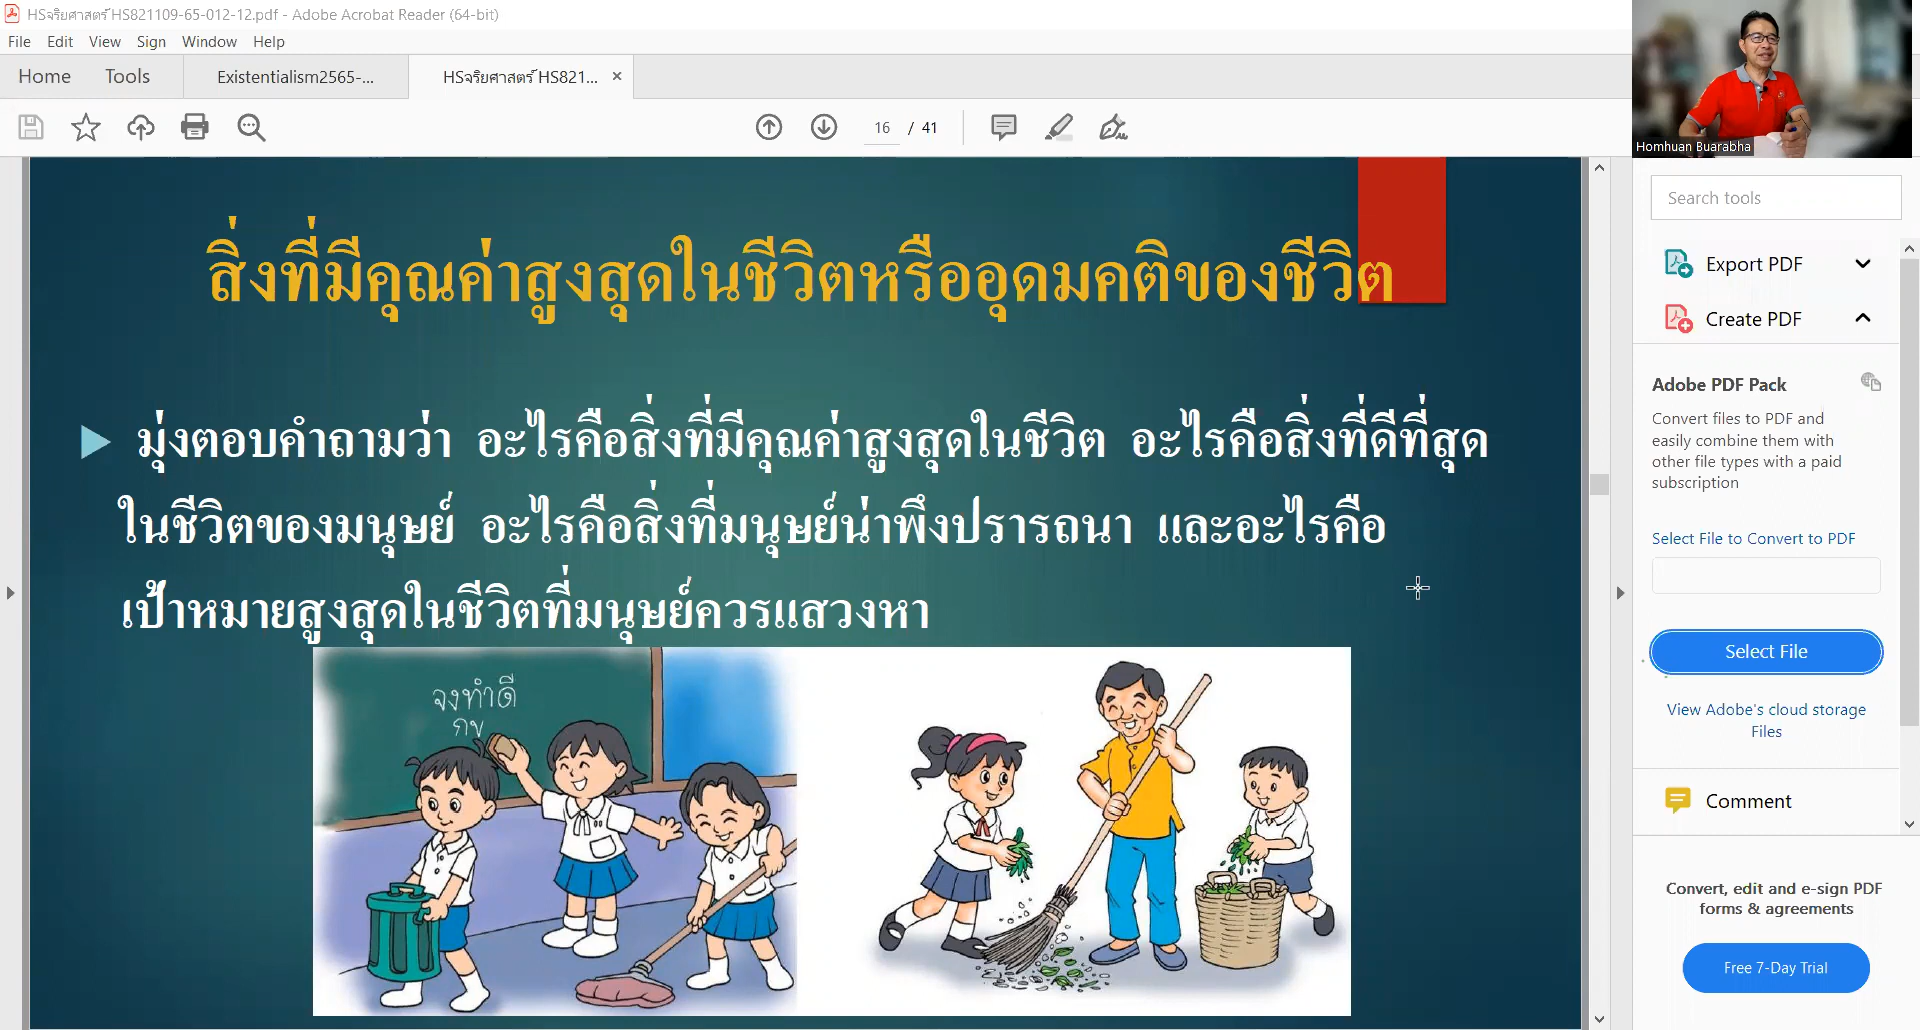 HSจริยศาสตร์ HS821109-65-012-12.pdf - Adobe Acrobat Reader (64-bit)
File Edit View Sign Window Help
Home Tools Existentialism2565-... HSจริยศาสตร์ HS821... ×
16 / 41
Homhuan Buarabha
สิ่งที่มีคุณค่าสูงสุดในชีวิตหรืออุดมคติของชีวิต
มุ่งตอบคำถามว่า อะไรคือสิ่งที่มีคุณค่าสูงสุดในชีวิต อะไรคือสิ่งที่ดีที่สุด
ในชีวิตของมนุษย์ อะไรคือสิ่งที่มนุษย์น่าพึงปรารถนา และอะไรคือ
เป้าหมายสูงสุดในชีวิตที่มนุษย์ควรแสวงหา
จงทำดี
กข
Search tools
Export PDF
Create PDF
Adobe PDF Pack
Convert files to PDF and
easily combine them with
other file types with a paid
subscription
Select File to Convert to PDF
Select File
View Adobe's cloud storage
Files
Comment
Convert, edit and e-sign PDF
forms & agreements
Free 7-Day Trial